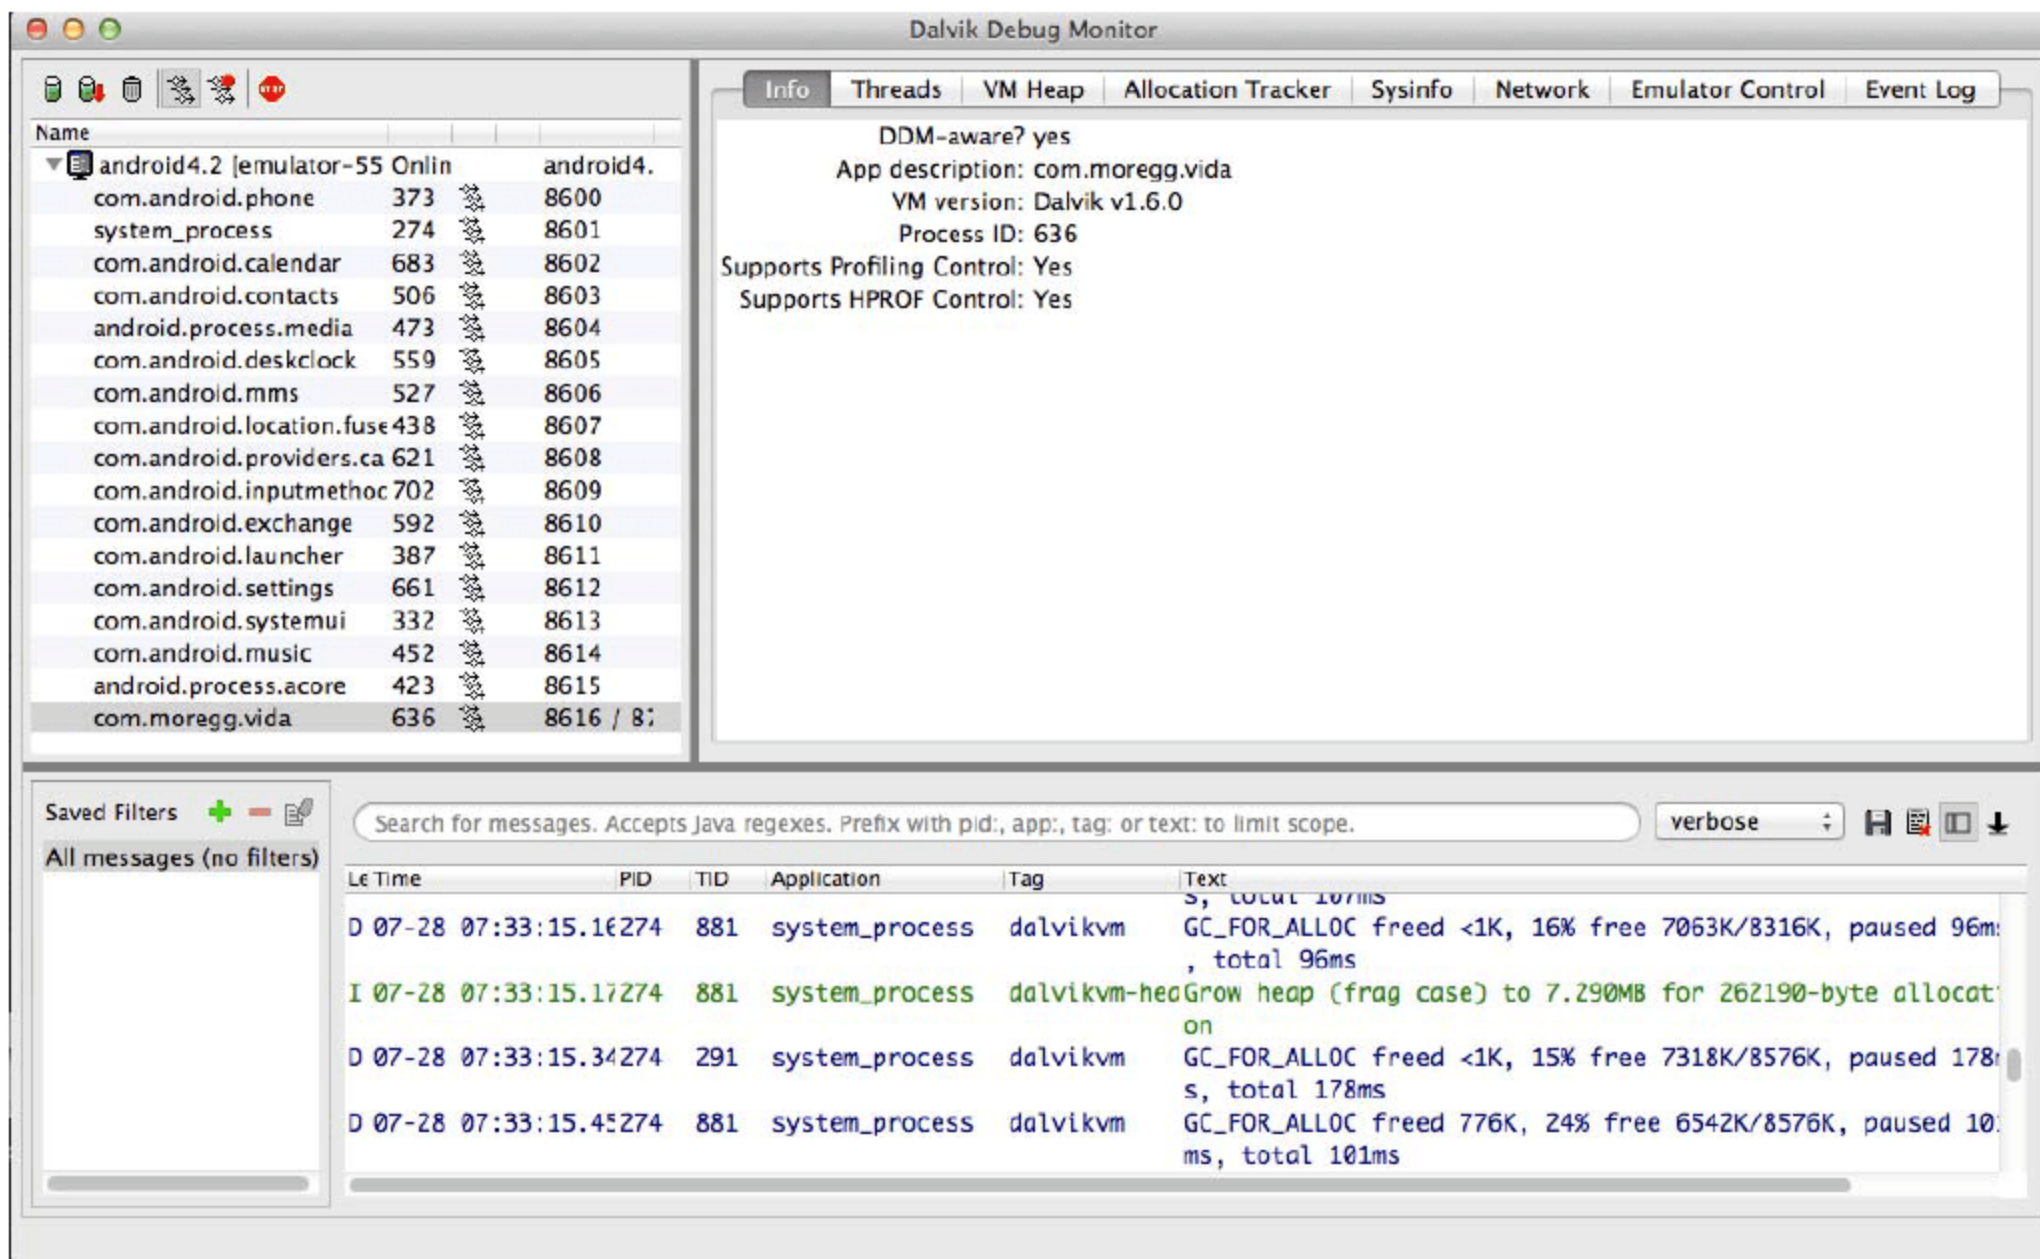 Dalvik Debug Monitor
Info Threads VM Heap Allocation Tracker Sysinfo Network Emulator Control Event Log
Name
android4.2 [emulator-55 Onlin android4.
com.android.phone 373 8600
system_process 274 8601
com.android.calendar 683 8602
com.android.contacts 506 8603
android.process.media 473 8604
com.android.deskclock 559 8605
com.android.mms 527 8606
com.android.location.fuse 438 8607
com.android.providers.ca 621 8608
com.android.inputmethoc 702 8609
com.android.exchange 592 8610
com.android.launcher 387 8611
com.android.settings 661 8612
com.android.systemui 332 8613
com.android.music 452 8614
android.process.acore 423 8615
com.moregg.vida 636 8616 / 87
DDM-aware? yes
App description: com.moregg.vida
VM version: Dalvik v1.6.0
Process ID: 636
Supports Profiling Control: Yes
Supports HPROF Control: Yes
Saved Filters
All messages (no filters)
Search for messages. Accepts Java regexes. Prefix with pid:, app:, tag: or text: to limit scope.
verbose
Le Time PID TID Application Tag Text
s, total 107ms
D 07-28 07:33:15.16 274 881 system_process dalvikvm GC_FOR_ALLOC freed <1K, 16% free 7063K/8316K, paused 96m
, total 96ms
I 07-28 07:33:15.17 274 881 system_process dalvikvm-hea Grow heap (frag case) to 7.290MB for 262190-byte allocat
on
D 07-28 07:33:15.34 274 291 system_process dalvikvm GC_FOR_ALLOC freed <1K, 15% free 7318K/8576K, paused 178
s, total 178ms
D 07-28 07:33:15.45 274 881 system_process dalvikvm GC_FOR_ALLOC freed 776K, 24% free 6542K/8576K, paused 10
ms, total 101ms